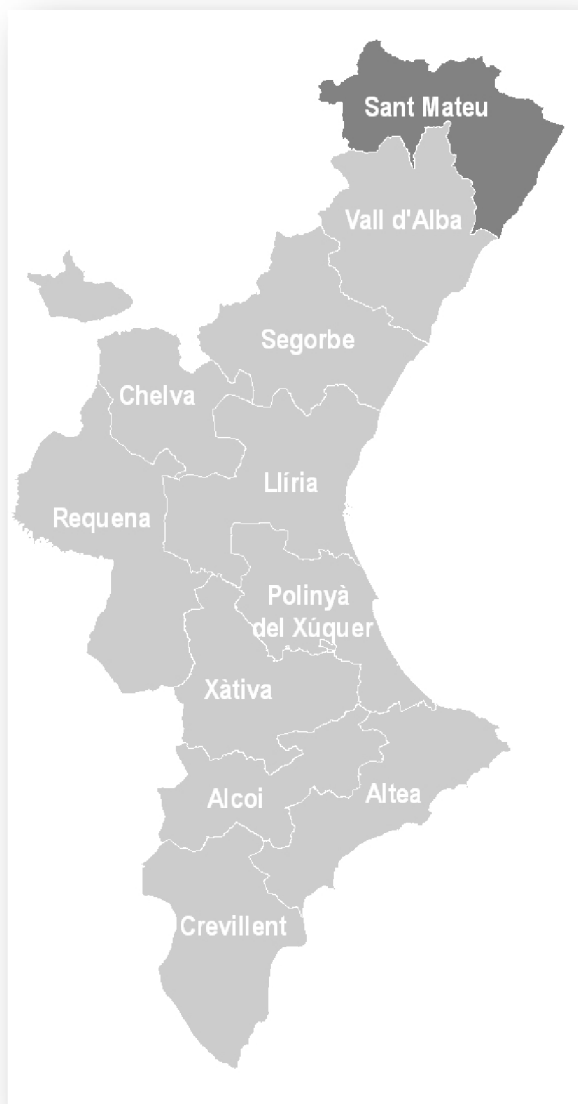 Sant Mateu
Vall d'Alba
Segorbe
Chelva
Llíria
Requena
Polinyà
del Xúquer
Xàtiva
Alcoi
Altea
Crevillent